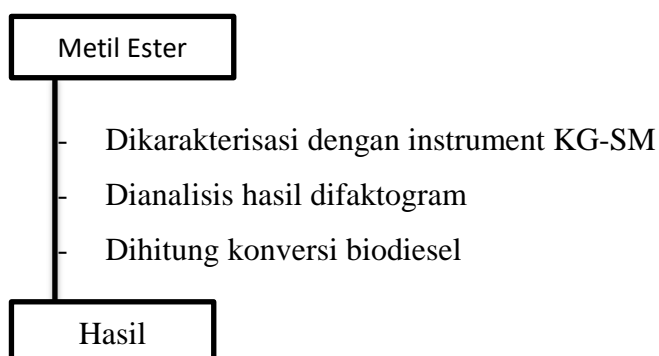 Metil Ester
- Dikarakterisasi dengan instrument KG-SM
- Dianalisis hasil difaktogram
- Dihitung konversi biodiesel
Hasil